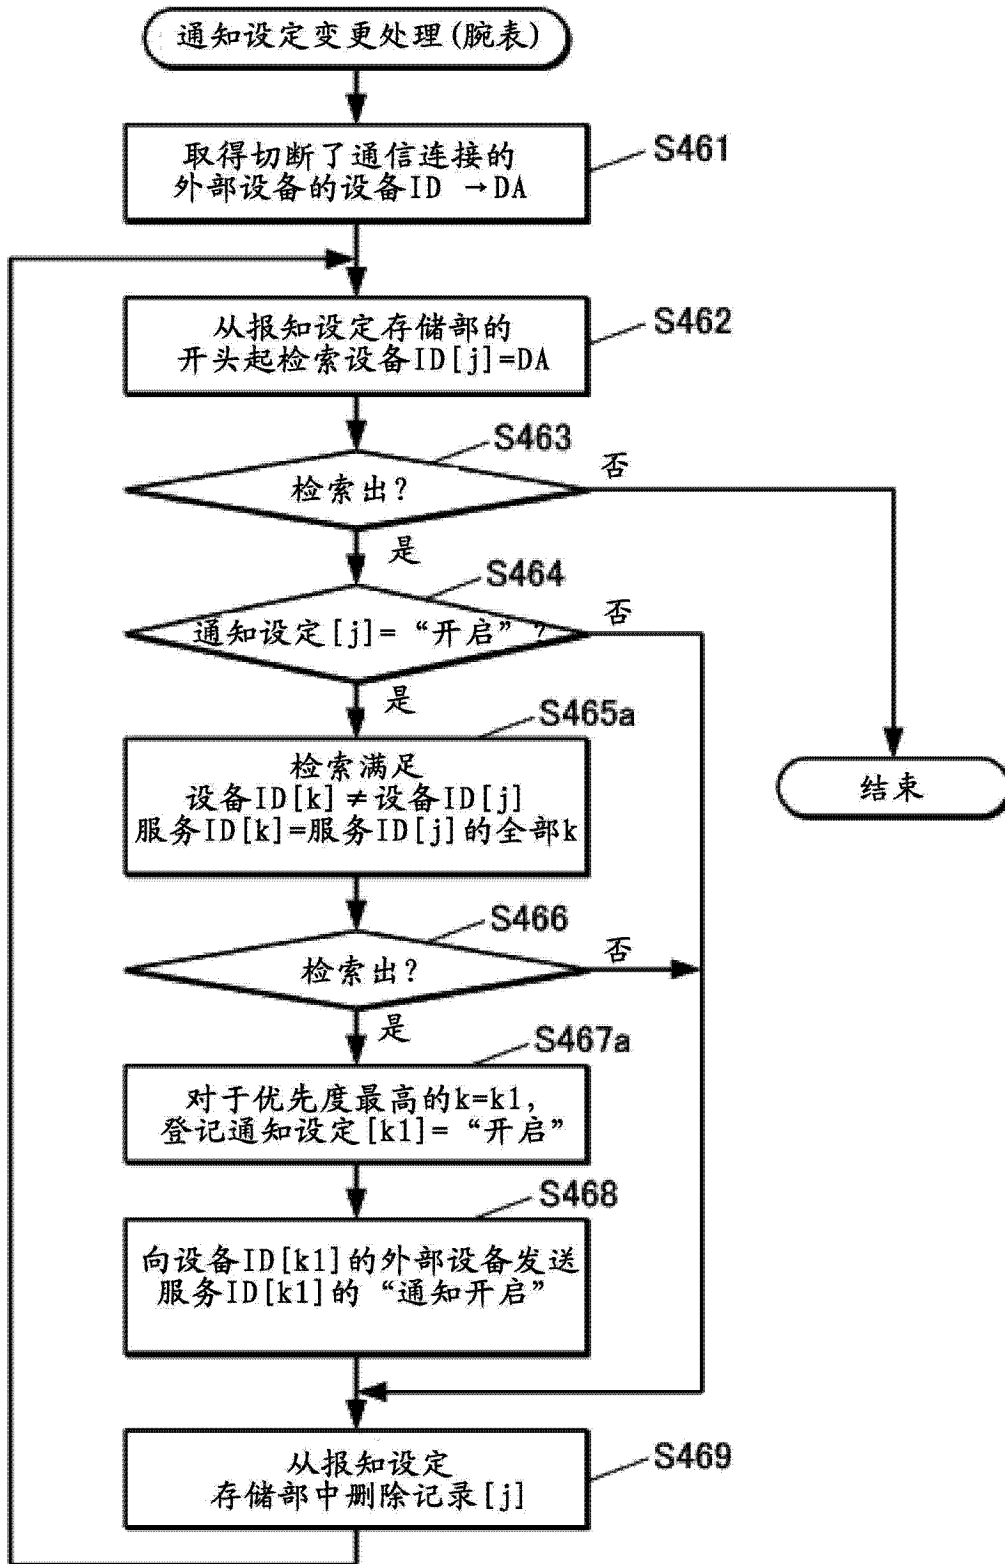 通知设定变更处理(腕表)
取得切断了通信连接的
外部设备的设备ID →DA
S461
从报知设定存储部的
开头起检索设备ID[j]=DA
S462
S463
检索出?
否
是
S464
通知设定[j]=“开启”?
否
是
S465a
检索满足
设备ID[k]≠设备ID[j]
服务ID[k]=服务ID[j]的全部k
结束
S466
检索出?
否
是
S467a
对于优先度最高的k=k1,
登记通知设定[k1]=“开启”
S468
向设备ID[k1]的外部设备发送
服务ID[k1]的“通知开启”
从报知设定
存储部中删除记录[j]
S469